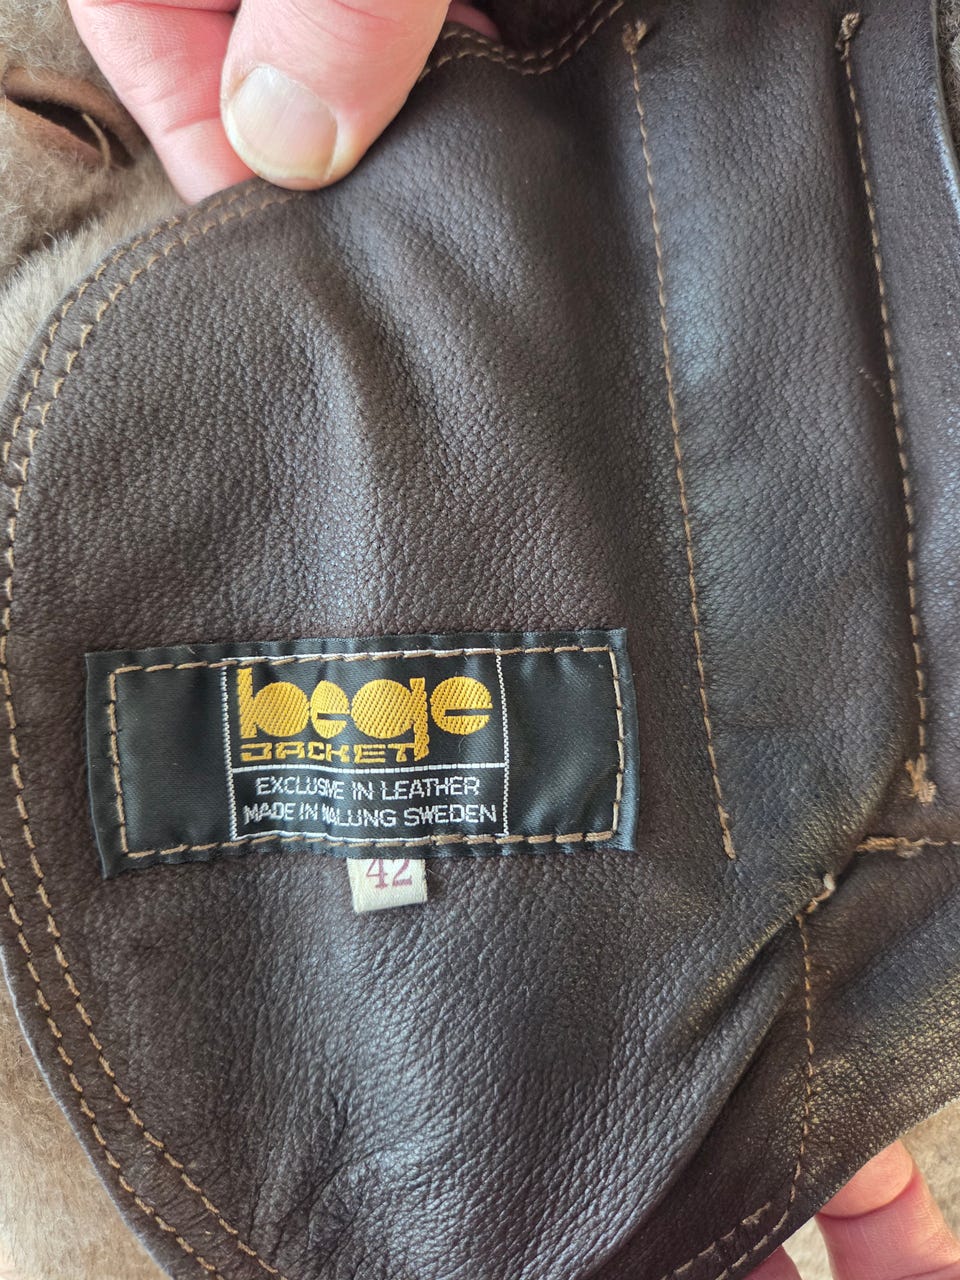 bege
JACKET
EXCLUSIVE IN LEATHER
MADE IN MALUNG SWEDEN
42